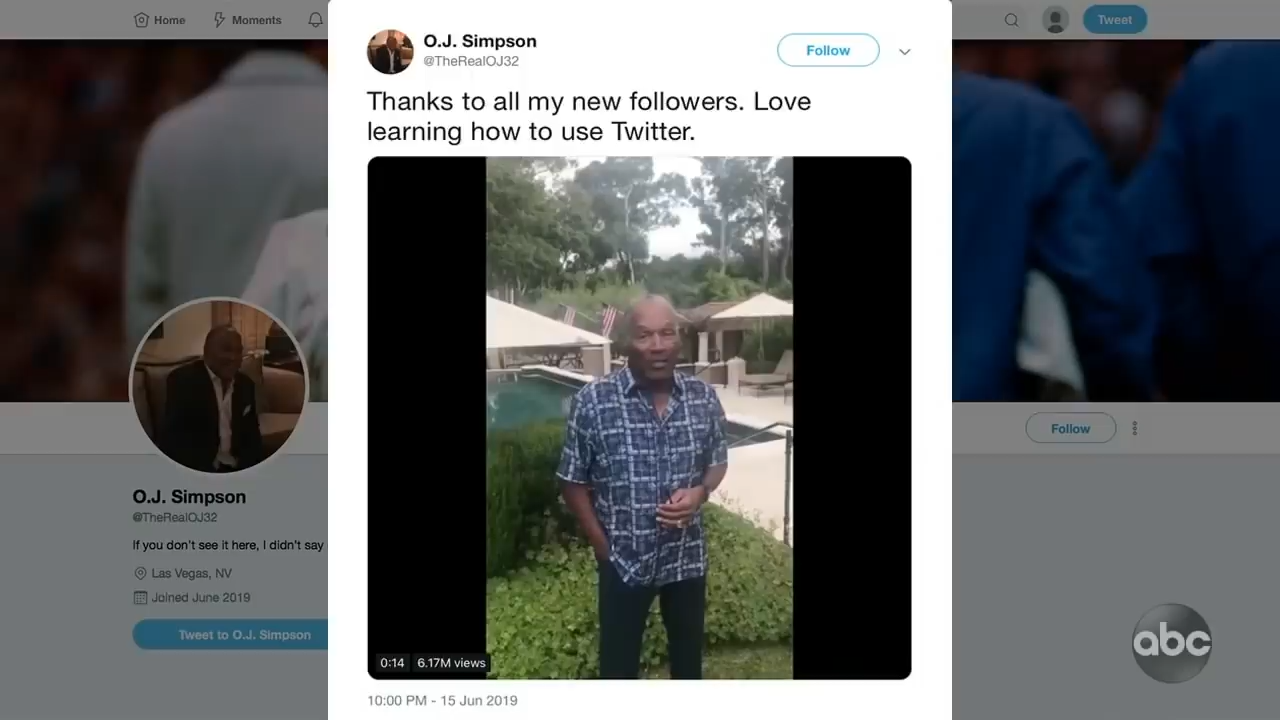 Home
Moments
Tweet
O.J. Simpson
@TheRealOJ32
Follow
Thanks to all my new followers. Love
learning how to use Twitter.
0:14
6.17M views
10:00 PM - 15 Jun 2019
O.J. Simpson
@TheRealOJ32
If you don't see it here, I didn't say
Las Vegas, NV
Joined June 2019
Tweet to O.J. Simpson
Follow
abc